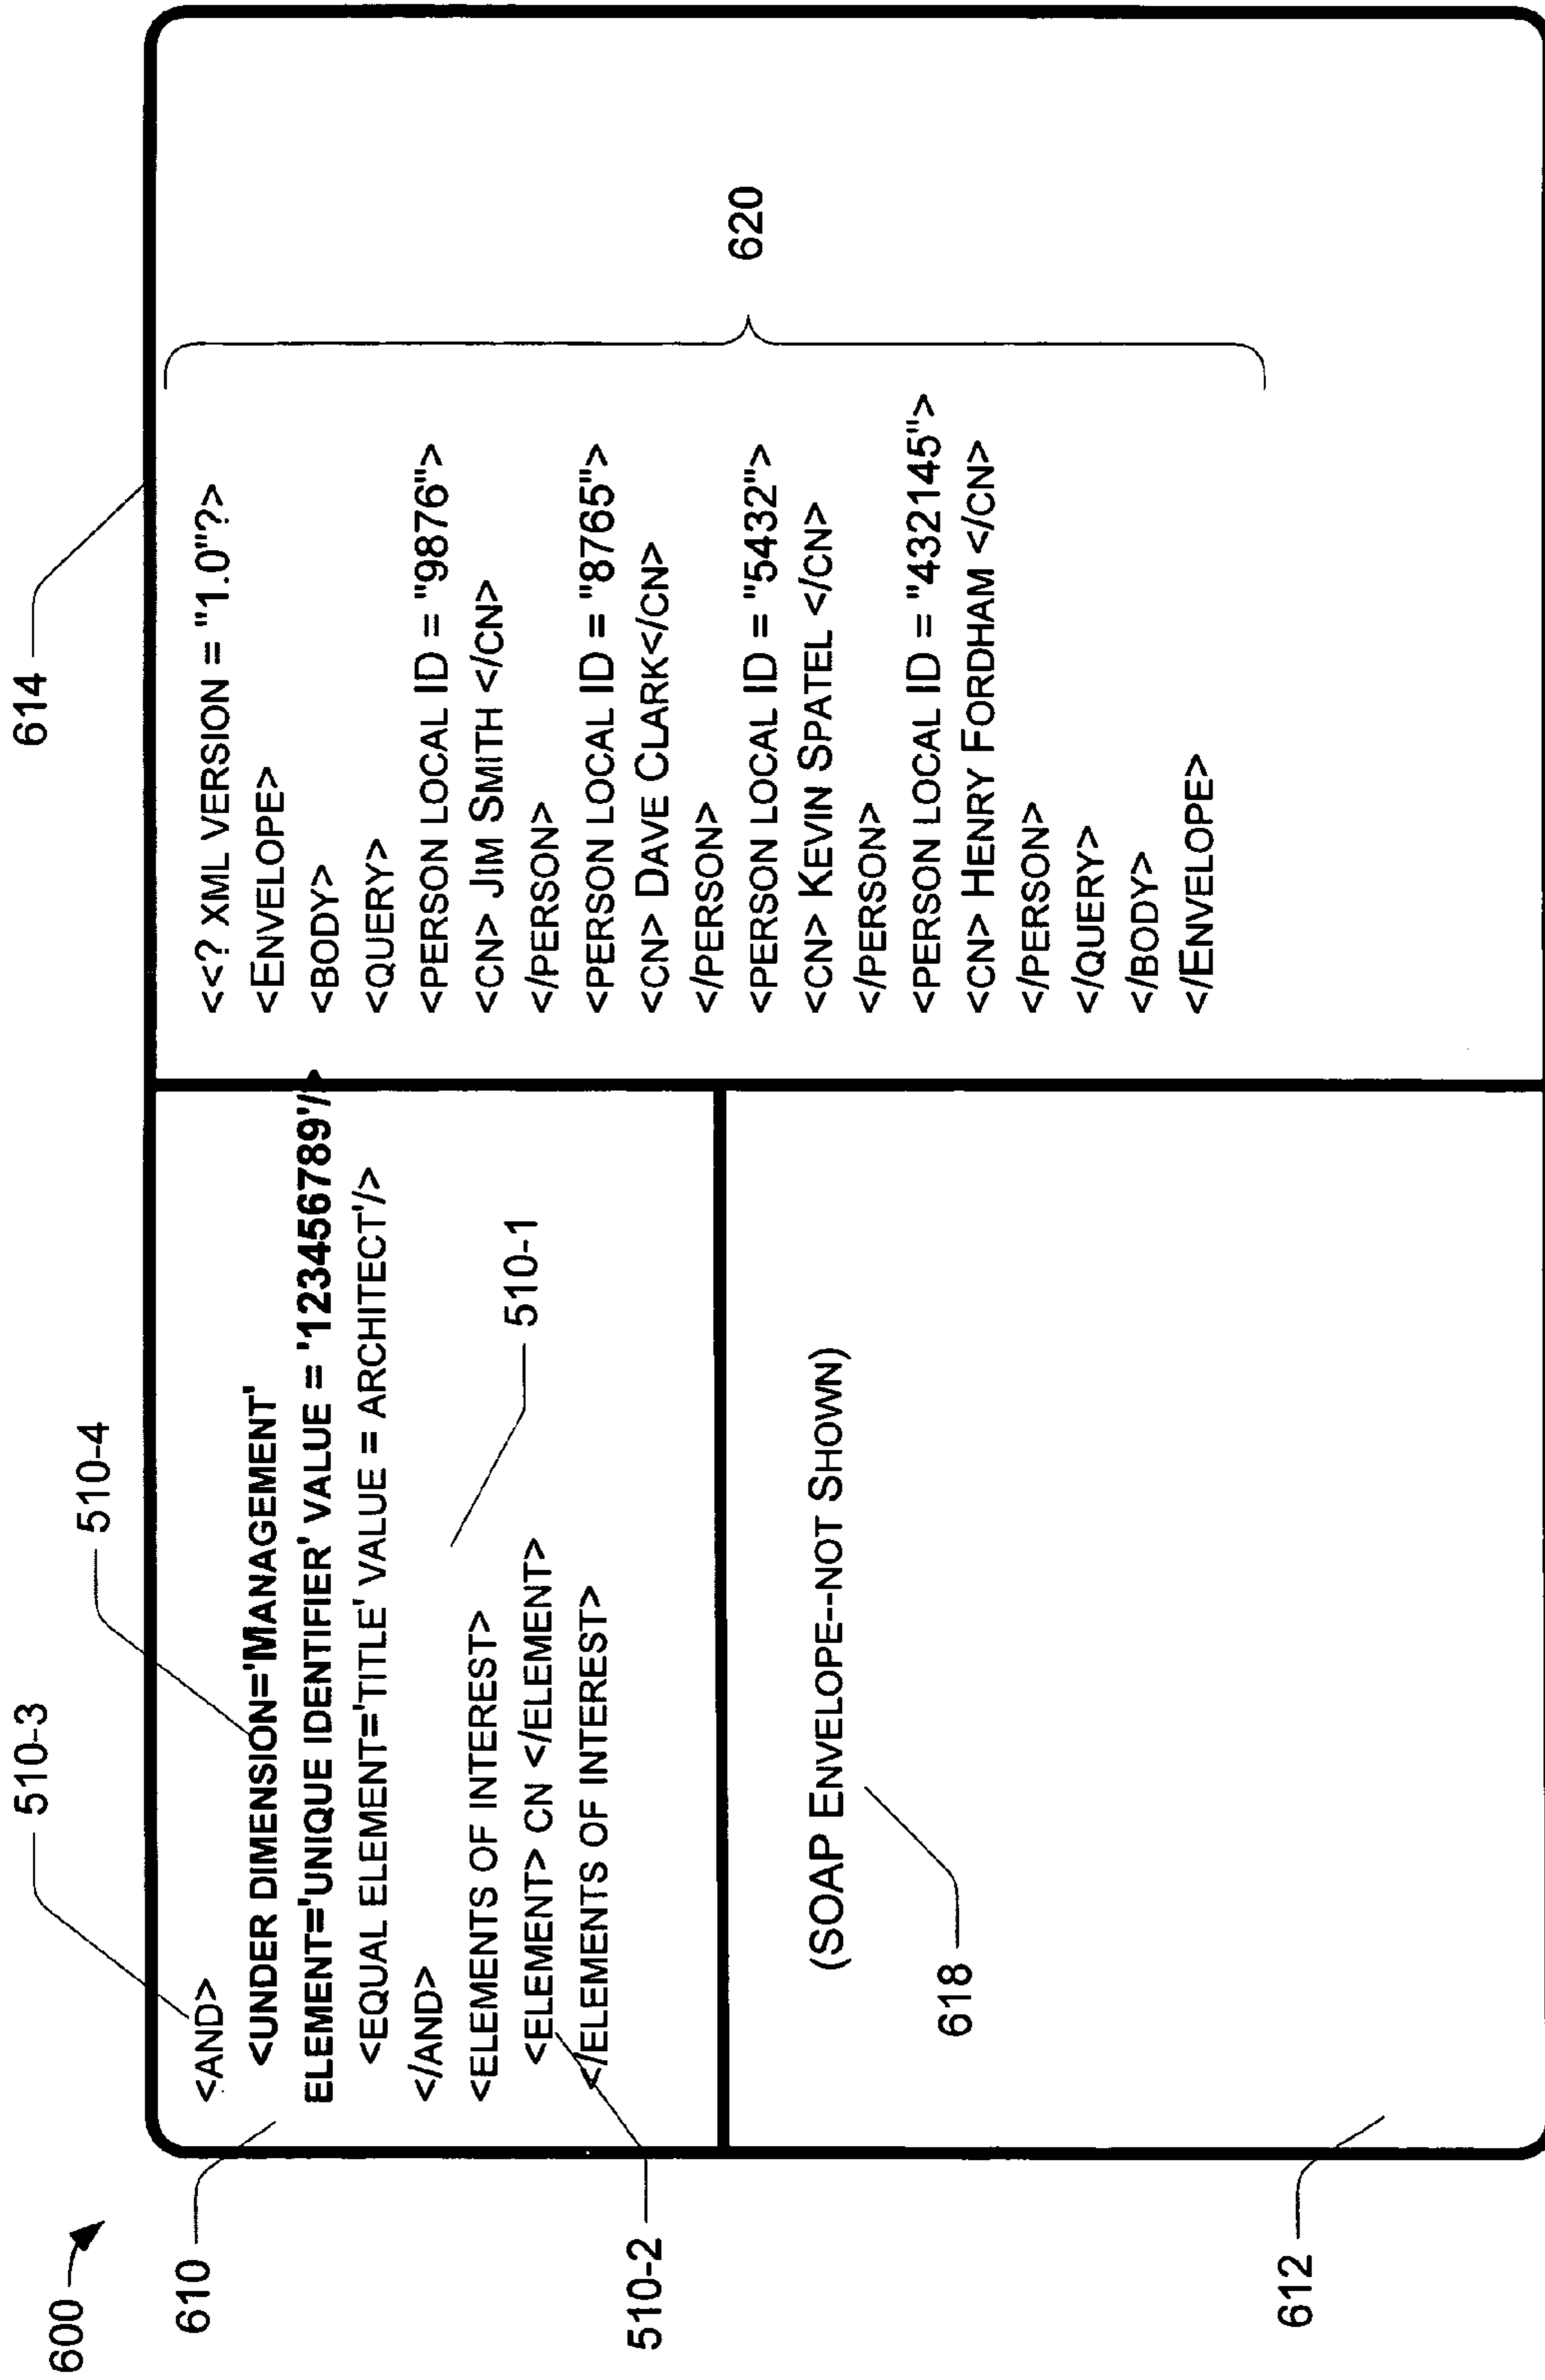 600
610
510-3
510-4
614
<AND>
<UNDER DIMENSION='MANAGEMENT'
ELEMENT='UNIQUE IDENTIFIER' VALUE = '123456789'/
<EQUAL ELEMENT='TITLE' VALUE = ARCHITECT'/>
</AND>
<ELEMENTS OF INTEREST>
<ELEMENT> CN </ELEMENT>
</ELEMENTS OF INTEREST>
510-1
510-2
(SOAP ENVELOPE--NOT SHOWN)
618
612
<<? XML VERSION = "1.0"?>
<ENVELOPE>
<BODY>
<QUERY>
<PERSON LOCAL ID = "9876">
<CN> JIM SMITH </CN>
</PERSON>
<PERSON LOCAL ID = "8765">
<CN> DAVE CLARK</CN>
</PERSON>
<PERSON LOCAL ID = "5432">
<CN> KEVIN SPATEL </CN>
</PERSON>
<PERSON LOCAL ID = "432145">
<CN> HENRY FORDHAM </CN>
</PERSON>
</QUERY>
</BODY>
</ENVELOPE>
620